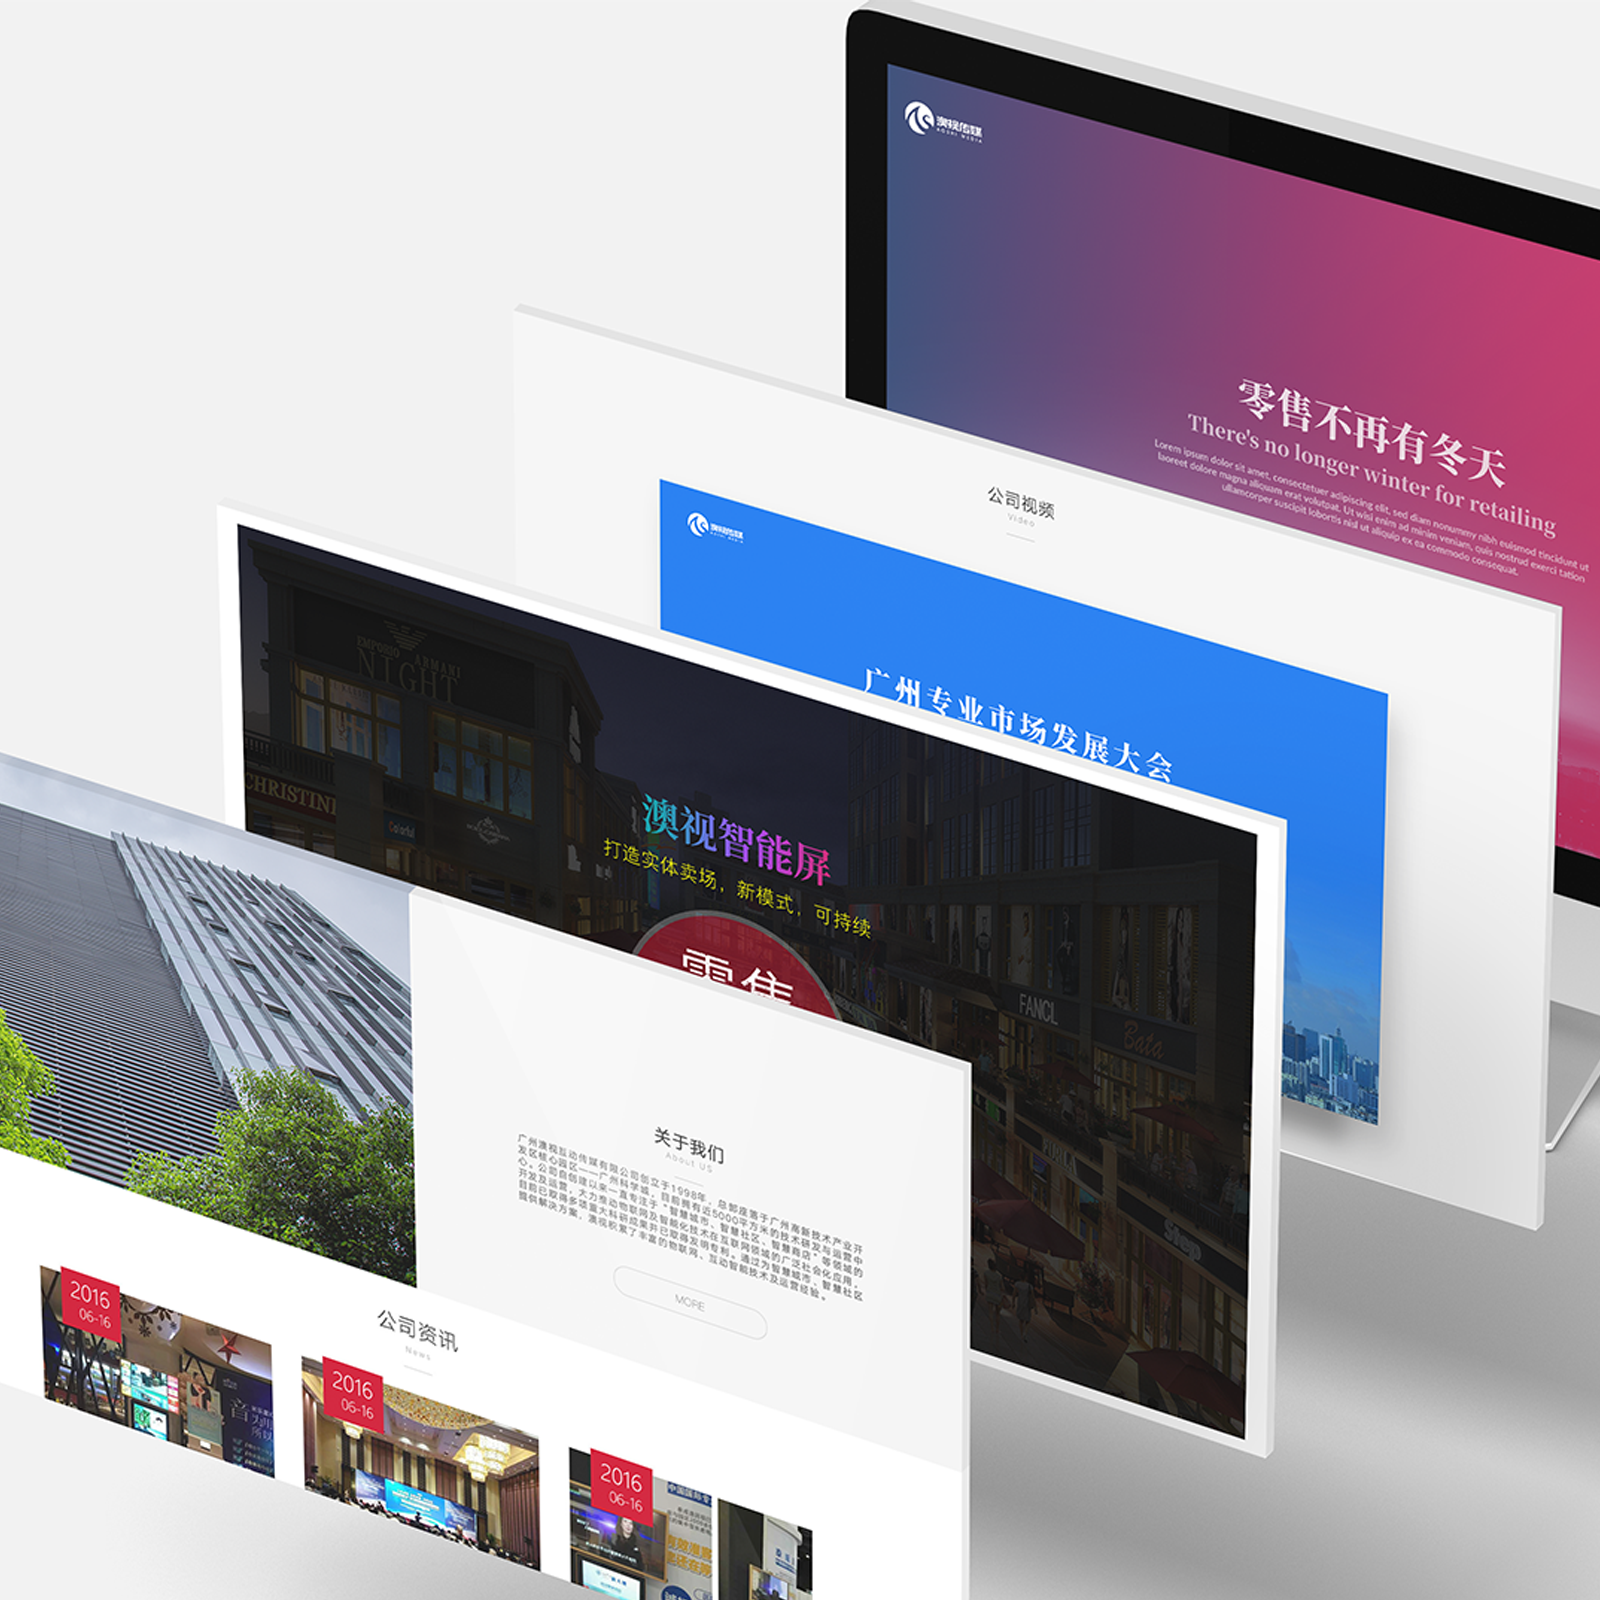 澳视传媒
AOSHI MEDIA
零售不再有冬天
There's no longer winter for retailing
Lorem ipsum dolor sit amet, consectetuer adipiscing elit, sed diam nonummy nibh euismod tincidunt ut
laoreet dolore magna aliquam erat volutpat. Ut wisi enim ad minim veniam, quis nostrud exerci tation
ullamcorper suscipit lobortis nisl ut aliquip ex ea commodo consequat.
公司视频
Video
澳视传媒
AOSHI MEDIA
广州专业市场发展大会
EMPORIO ARMANI
NIGHT
CHRISTINE
Colorful
澳视智能屏
打造实体卖场，新模式，可持续
零售
FANCL
Bata
Step
关于我们
About US
广州澳视互动传媒有限公司创立于1998年，总部座落于广州高新技术产业开
发区核心园区——广州科学城，目前拥有近5000平方米的技术研发与运营中
心。公司自创建以来一直专注于“智慧城市、智慧社区、智慧商店”等领域的
开发及运营，大力推动物联网及智能化技术在互联网领域的广泛社会化应用，
目前已取得多项重大科研成果并已取得发明专利。通过为智慧城市、智慧社区
提供解决方案，澳视积累了丰富的物联网、互动智能技术及运营经验。
MORE
公司资讯
News
2016
06-16
2016
06-16
2016
06-16